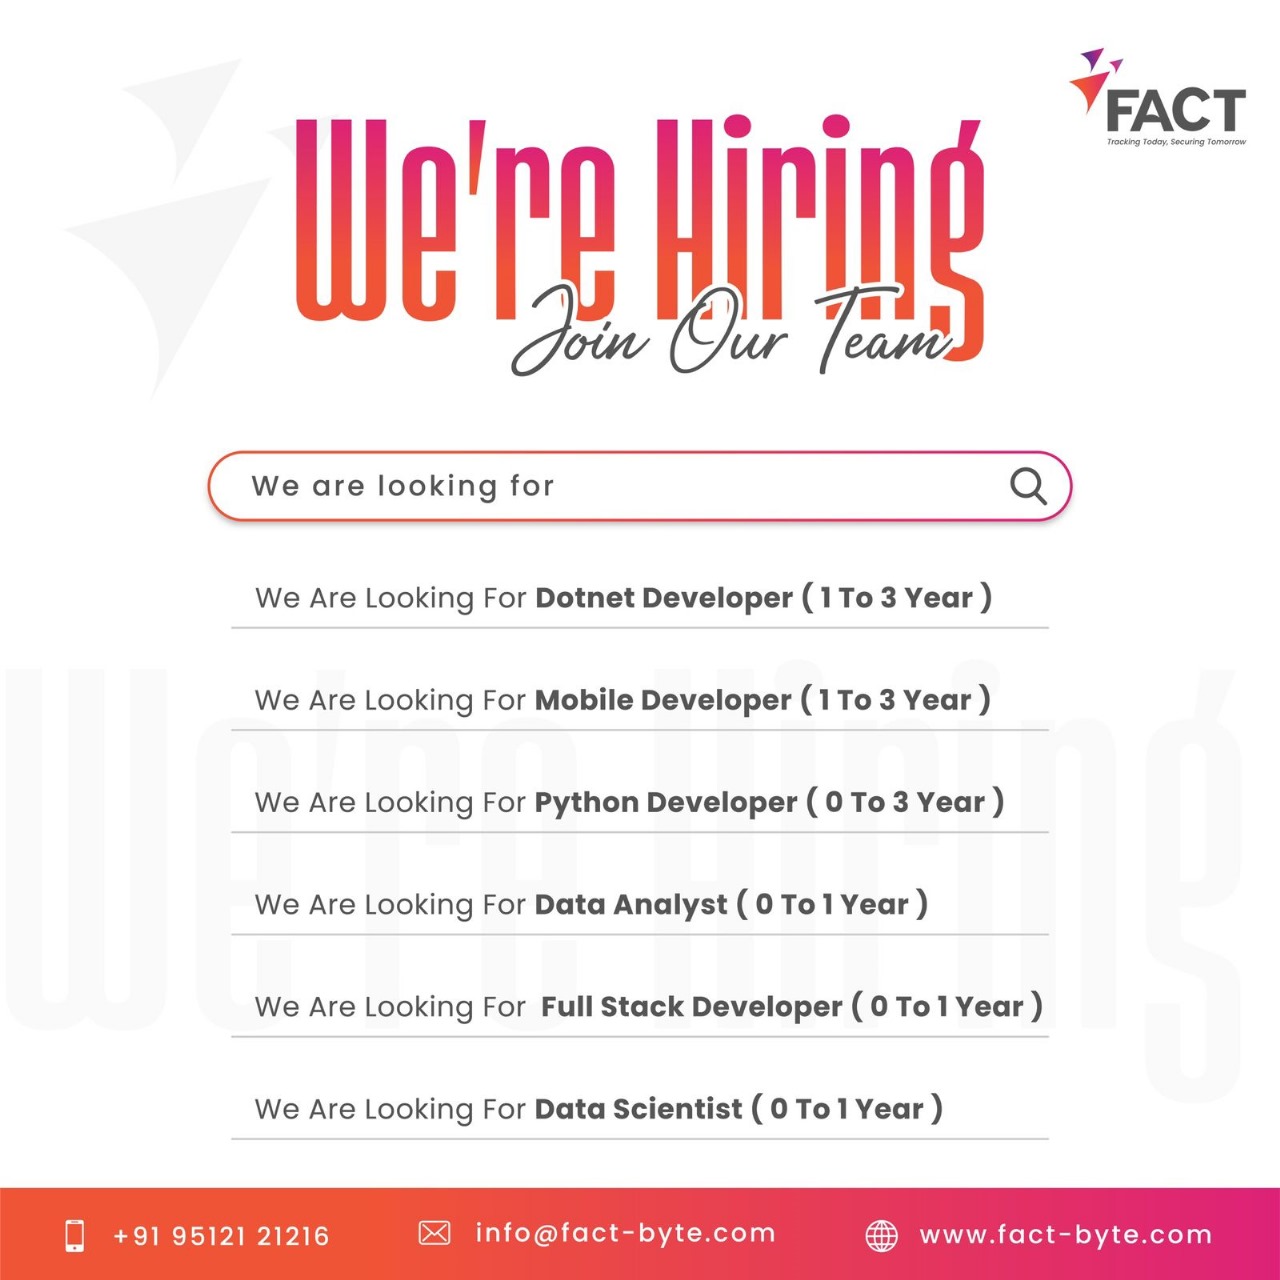 FACT
Tracking Today, Securing Tomorrow
We're Hiring
Join Our Team
We are looking for
We Are Looking For Dotnet Developer ( 1 To 3 Year )
We Are Looking For Mobile Developer ( 1 To 3 Year )
We Are Looking For Python Developer ( 0 To 3 Year )
We Are Looking For Data Analyst ( 0 To 1 Year )
We Are Looking For Full Stack Developer ( 0 To 1 Year )
We Are Looking For Data Scientist ( 0 To 1 Year )
We're Hiring
+91 95121 21216
info@fact-byte.com
www.fact-byte.com